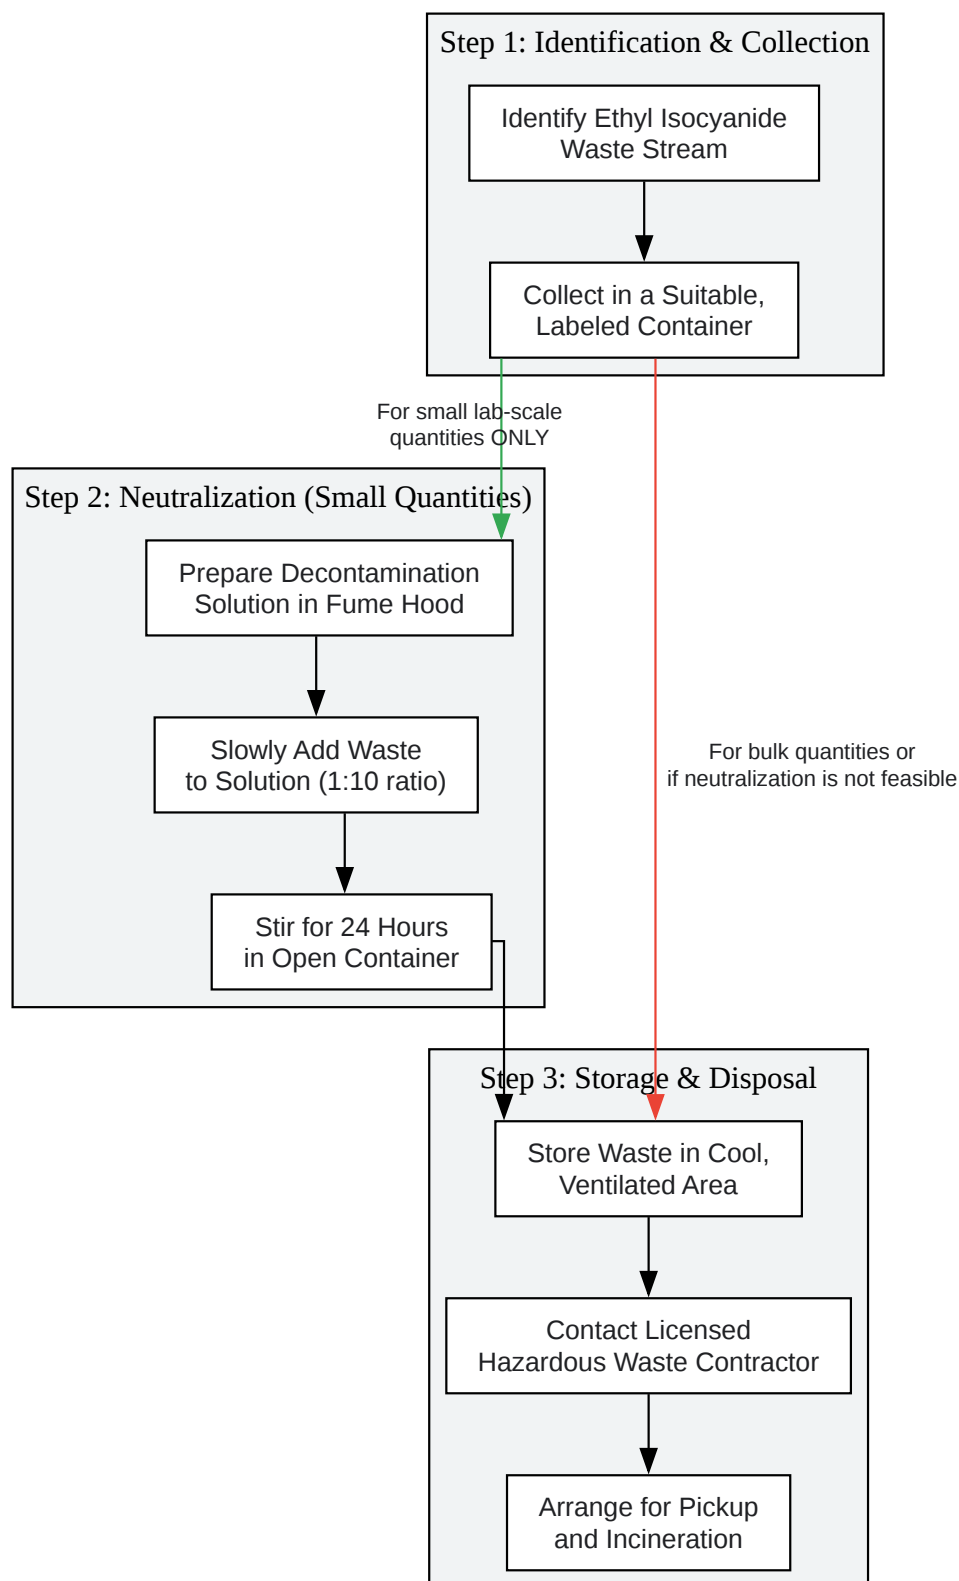 Step 1: Identification & Collection
Identify Ethyl Isocyanide
Waste Stream
Collect in a Suitable,
Labeled Container
For small lab-scale
quantities ONLY
Step 2: Neutralization (Small Quantities)
Prepare Decontamination
Solution in Fume Hood
Slowly Add Waste
to Solution (1:10 ratio)
For bulk quantities or
if neutralization is not feasible
Stir for 24 Hours
in Open Container
Step 3: Storage & Disposal
Store Waste in Cool,
Ventilated Area
Contact Licensed
Hazardous Waste Contractor
Arrange for Pickup
and Incineration